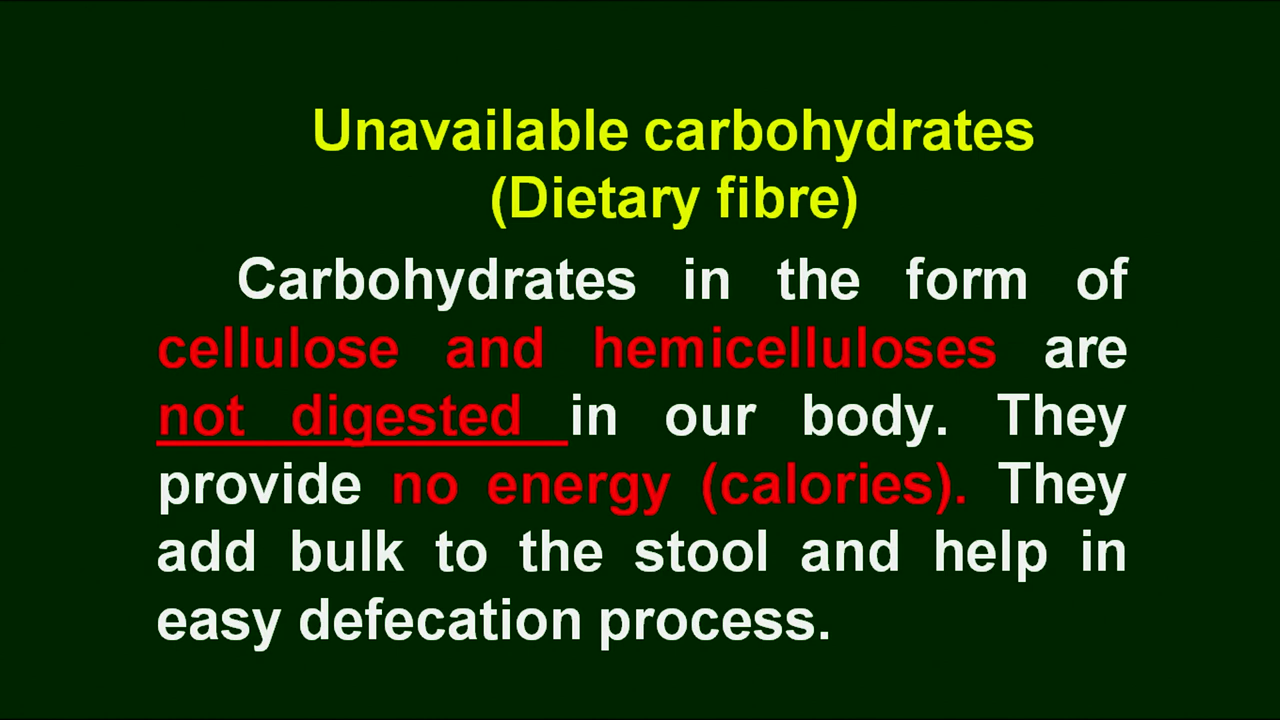 Unavailable carbohydrates
(Dietary fibre)
Carbohydrates in the form of
cellulose and hemicelluloses are
not digested in our body. They
provide no energy (calories). They
add bulk to the stool and help in
easy defecation process.